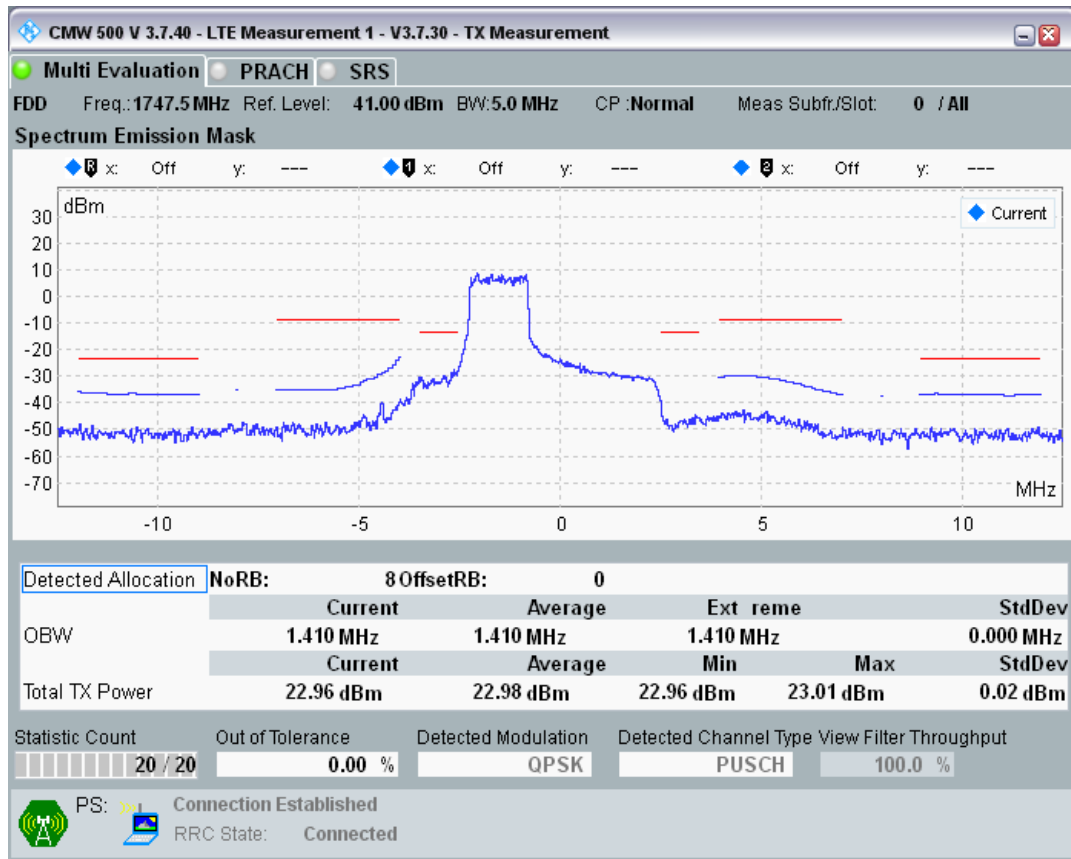 CMW 500 V 3.7.40 - LTE Measurement 1 - V3.7.30 - TX Measurement
Multi Evaluation PRACH SRS
FDD Freq.:1747.5 MHz Ref. Level: 41.00 dBm BW:5.0 MHz CP :Normal Meas Subfr./Slot: 0 / All
Spectrum Emission Mask
R x: Off y: --- 1 x: Off y: --- 2 x: Off y: ---
dBm
Current
30
20
10
0
-10
-20
-30
-40
-50
-60
-70
MHz
-10 -5 0 5 10
Detected Allocation NoRB: 8 OffsetRB: 0
Current Average Ext reme StdDev
OBW 1.410 MHz 1.410 MHz 1.410 MHz 0.000 MHz
Current Average Min Max StdDev
Total TX Power 22.96 dBm 22.98 dBm 22.96 dBm 23.01 dBm 0.02 dBm
Statistic Count Out of Tolerance Detected Modulation Detected Channel Type View Filter Throughput
20 / 20 0.00 % QPSK PUSCH 100.0 %
PS: Connection Established
RRC State: Connected